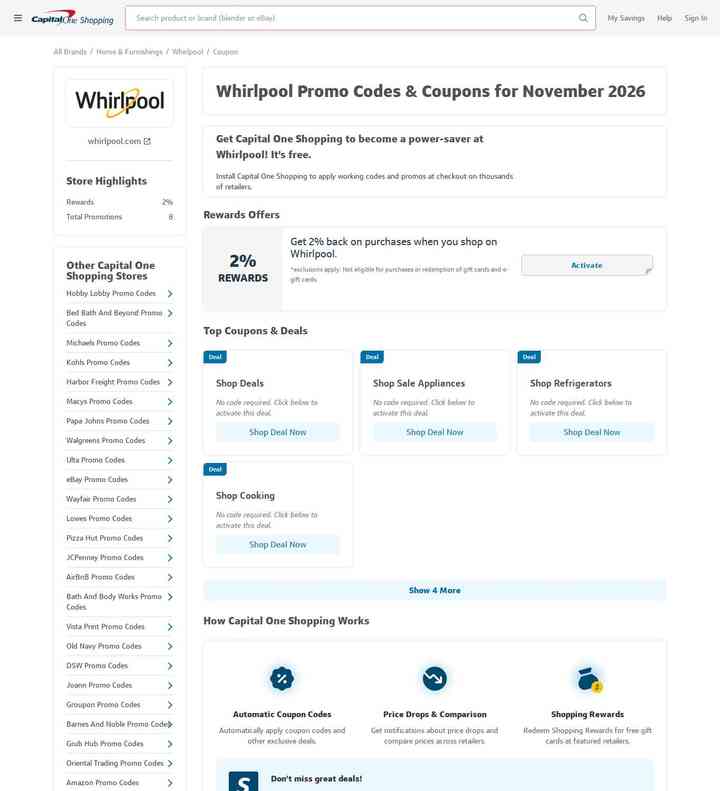 Capital One Shopping
Search product or brand (blender or eBay)
My Savings
Help
Sign In
All Brands / Home & Furnishings / Whirlpool / Coupon
Whirlpool
whirlpool.com
Store Highlights
Rewards 2%
Total Promotions 8
Other Capital One
Shopping Stores
Hobby Lobby Promo Codes
Bed Bath And Beyond Promo
Codes
Michaels Promo Codes
Kohls Promo Codes
Harbor Freight Promo Codes
Macys Promo Codes
Papa Johns Promo Codes
Walgreens Promo Codes
Ulta Promo Codes
eBay Promo Codes
Wayfair Promo Codes
Lowes Promo Codes
Pizza Hut Promo Codes
JCPenney Promo Codes
AirBnB Promo Codes
Bath And Body Works Promo
Codes
Vista Print Promo Codes
Old Navy Promo Codes
DSW Promo Codes
Joann Promo Codes
Groupon Promo Codes
Barnes And Noble Promo Codes
Grub Hub Promo Codes
Oriental Trading Promo Codes
Amazon Promo Codes
Whirlpool Promo Codes & Coupons for November 2026
Get Capital One Shopping to become a power-saver at
Whirlpool! It's free.
Install Capital One Shopping to apply working codes and promos at checkout on thousands
of retailers.
Rewards Offers
2%
REWARDS
Get 2% back on purchases when you shop on
Whirlpool.
*exclusions apply. Not eligible for purchases or redemption of gift cards and e-
gift cards
Activate
Top Coupons & Deals
Deal
Shop Deals
No code required. Click below to
activate this deal.
Shop Deal Now
Deal
Shop Sale Appliances
No code required. Click below to
activate this deal.
Shop Deal Now
Deal
Shop Refrigerators
No code required. Click below to
activate this deal.
Shop Deal Now
Deal
Shop Cooking
No code required. Click below to
activate this deal.
Shop Deal Now
Show 4 More
How Capital One Shopping Works
Automatic Coupon Codes
Automatically apply coupon codes and
other exclusive deals.
Price Drops & Comparison
Get notifications about price drops and
compare prices across retailers.
Shopping Rewards
Redeem Shopping Rewards for free gift
cards at featured retailers.
S
Don't miss great deals!